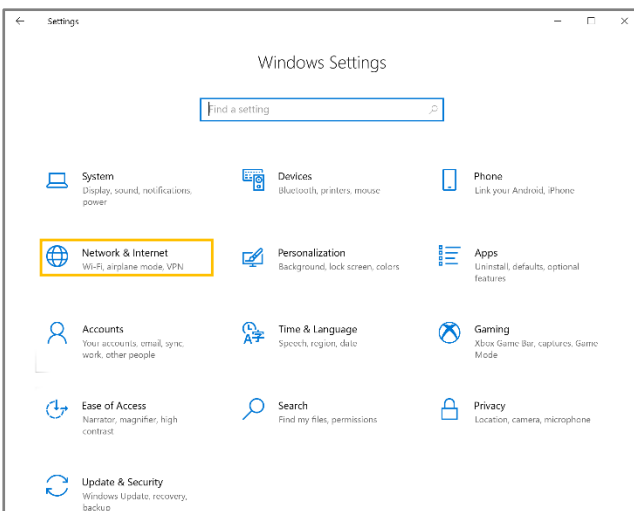 Settings
Windows Settings
Find a setting
System
Display, sound, notifications,
power
Devices
Bluetooth, printers, mouse
Phone
Link your Android, iPhone
Network & Internet
Wi-Fi, airplane mode, VPN
Personalization
Background, lock screen, colors
Apps
Uninstall, defaults, optional
features
Accounts
Your accounts, email, sync,
work, other people
Time & Language
Speech, region, date
Gaming
Xbox Game Bar, captures, Game
Mode
Ease of Access
Narrator, magnifier, high
contrast
Search
Find my files, permissions
Privacy
Location, camera, microphone
Update & Security
Windows Update, recovery,
backup